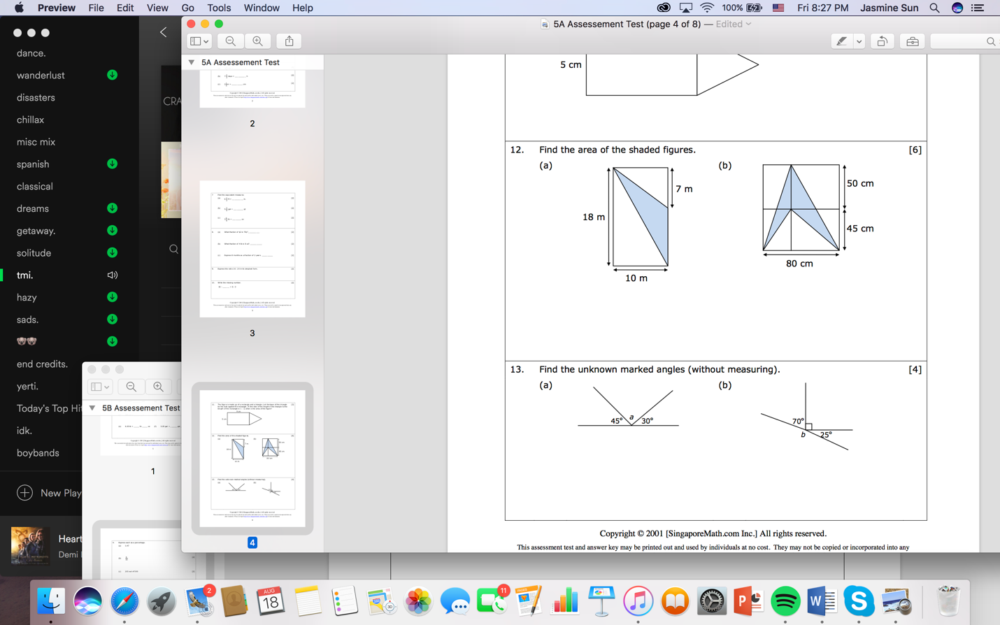 Preview File Edit View Go Tools Window Help
100%
Fri 8:27 PM Jasmine Sun
5A Assessement Test (page 4 of 8) — Edited
dance.
wanderlust
disasters
chillax
misc mix
spanish
classical
dreams
getaway.
solitude
tmi.
hazy
sads.
end credits.
yerti.
Today's Top Hi
idk.
boybands
New Play
Heart
Demi
CRA
5A Assessement Test
2
3
4
5B Assessement Test
1
5 cm
12. Find the area of the shaded figures. [6]
(a) (b)
7 m
18 m
10 m
50 cm
45 cm
80 cm
13. Find the unknown marked angles (without measuring). [4]
(a) (b)
45° a 30°
70°
b 25°
Copyright © 2001 [SingaporeMath.com Inc.] All rights reserved.
This assessment test and answer key may be printed out and used by individuals at no cost. They may not be copied or incorporated into any
2
AUG
18
3D
11
P
W
S